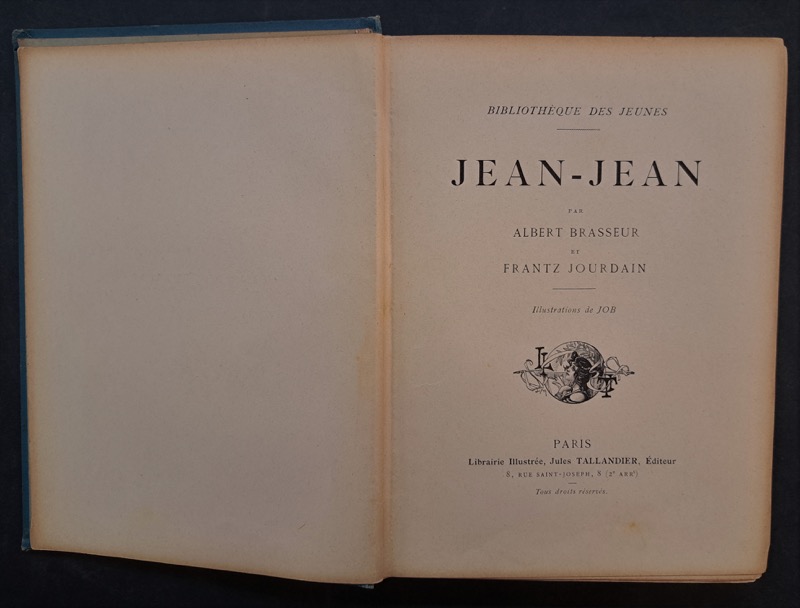 BIBLIOTHÈQUE DES JEUNES
JEAN-JEAN
PAR
ALBERT BRASSEUR
ET
FRANTZ JOURDAIN
Illustrations de JOB
L I T
PARIS
Librairie Illustrée, Jules TALLANDIER, Éditeur
8, RUE SAINT-JOSEPH, 8 (2e ARRt)
Tous droits réservés.